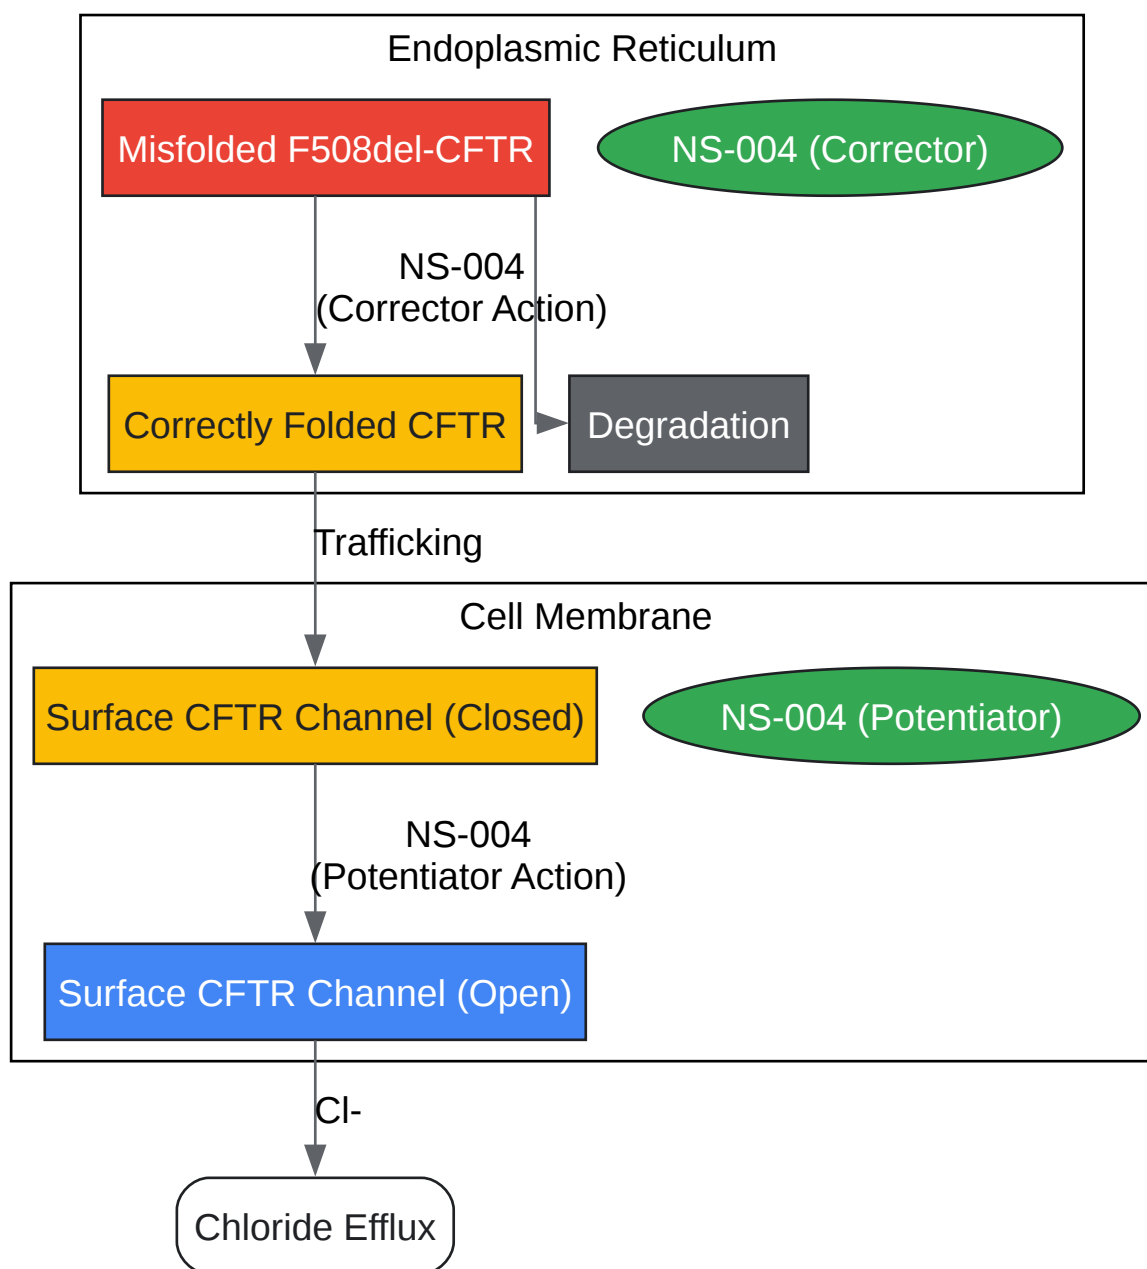 Endoplasmic Reticulum
Misfolded F508del-CFTR
NS-004 (Corrector)
NS-004
(Corrector Action)
Correctly Folded CFTR
Degradation
Trafficking
Cell Membrane
Surface CFTR Channel (Closed)
NS-004 (Potentiator)
NS-004
(Potentiator Action)
Surface CFTR Channel (Open)
Cl-
Chloride Efflux